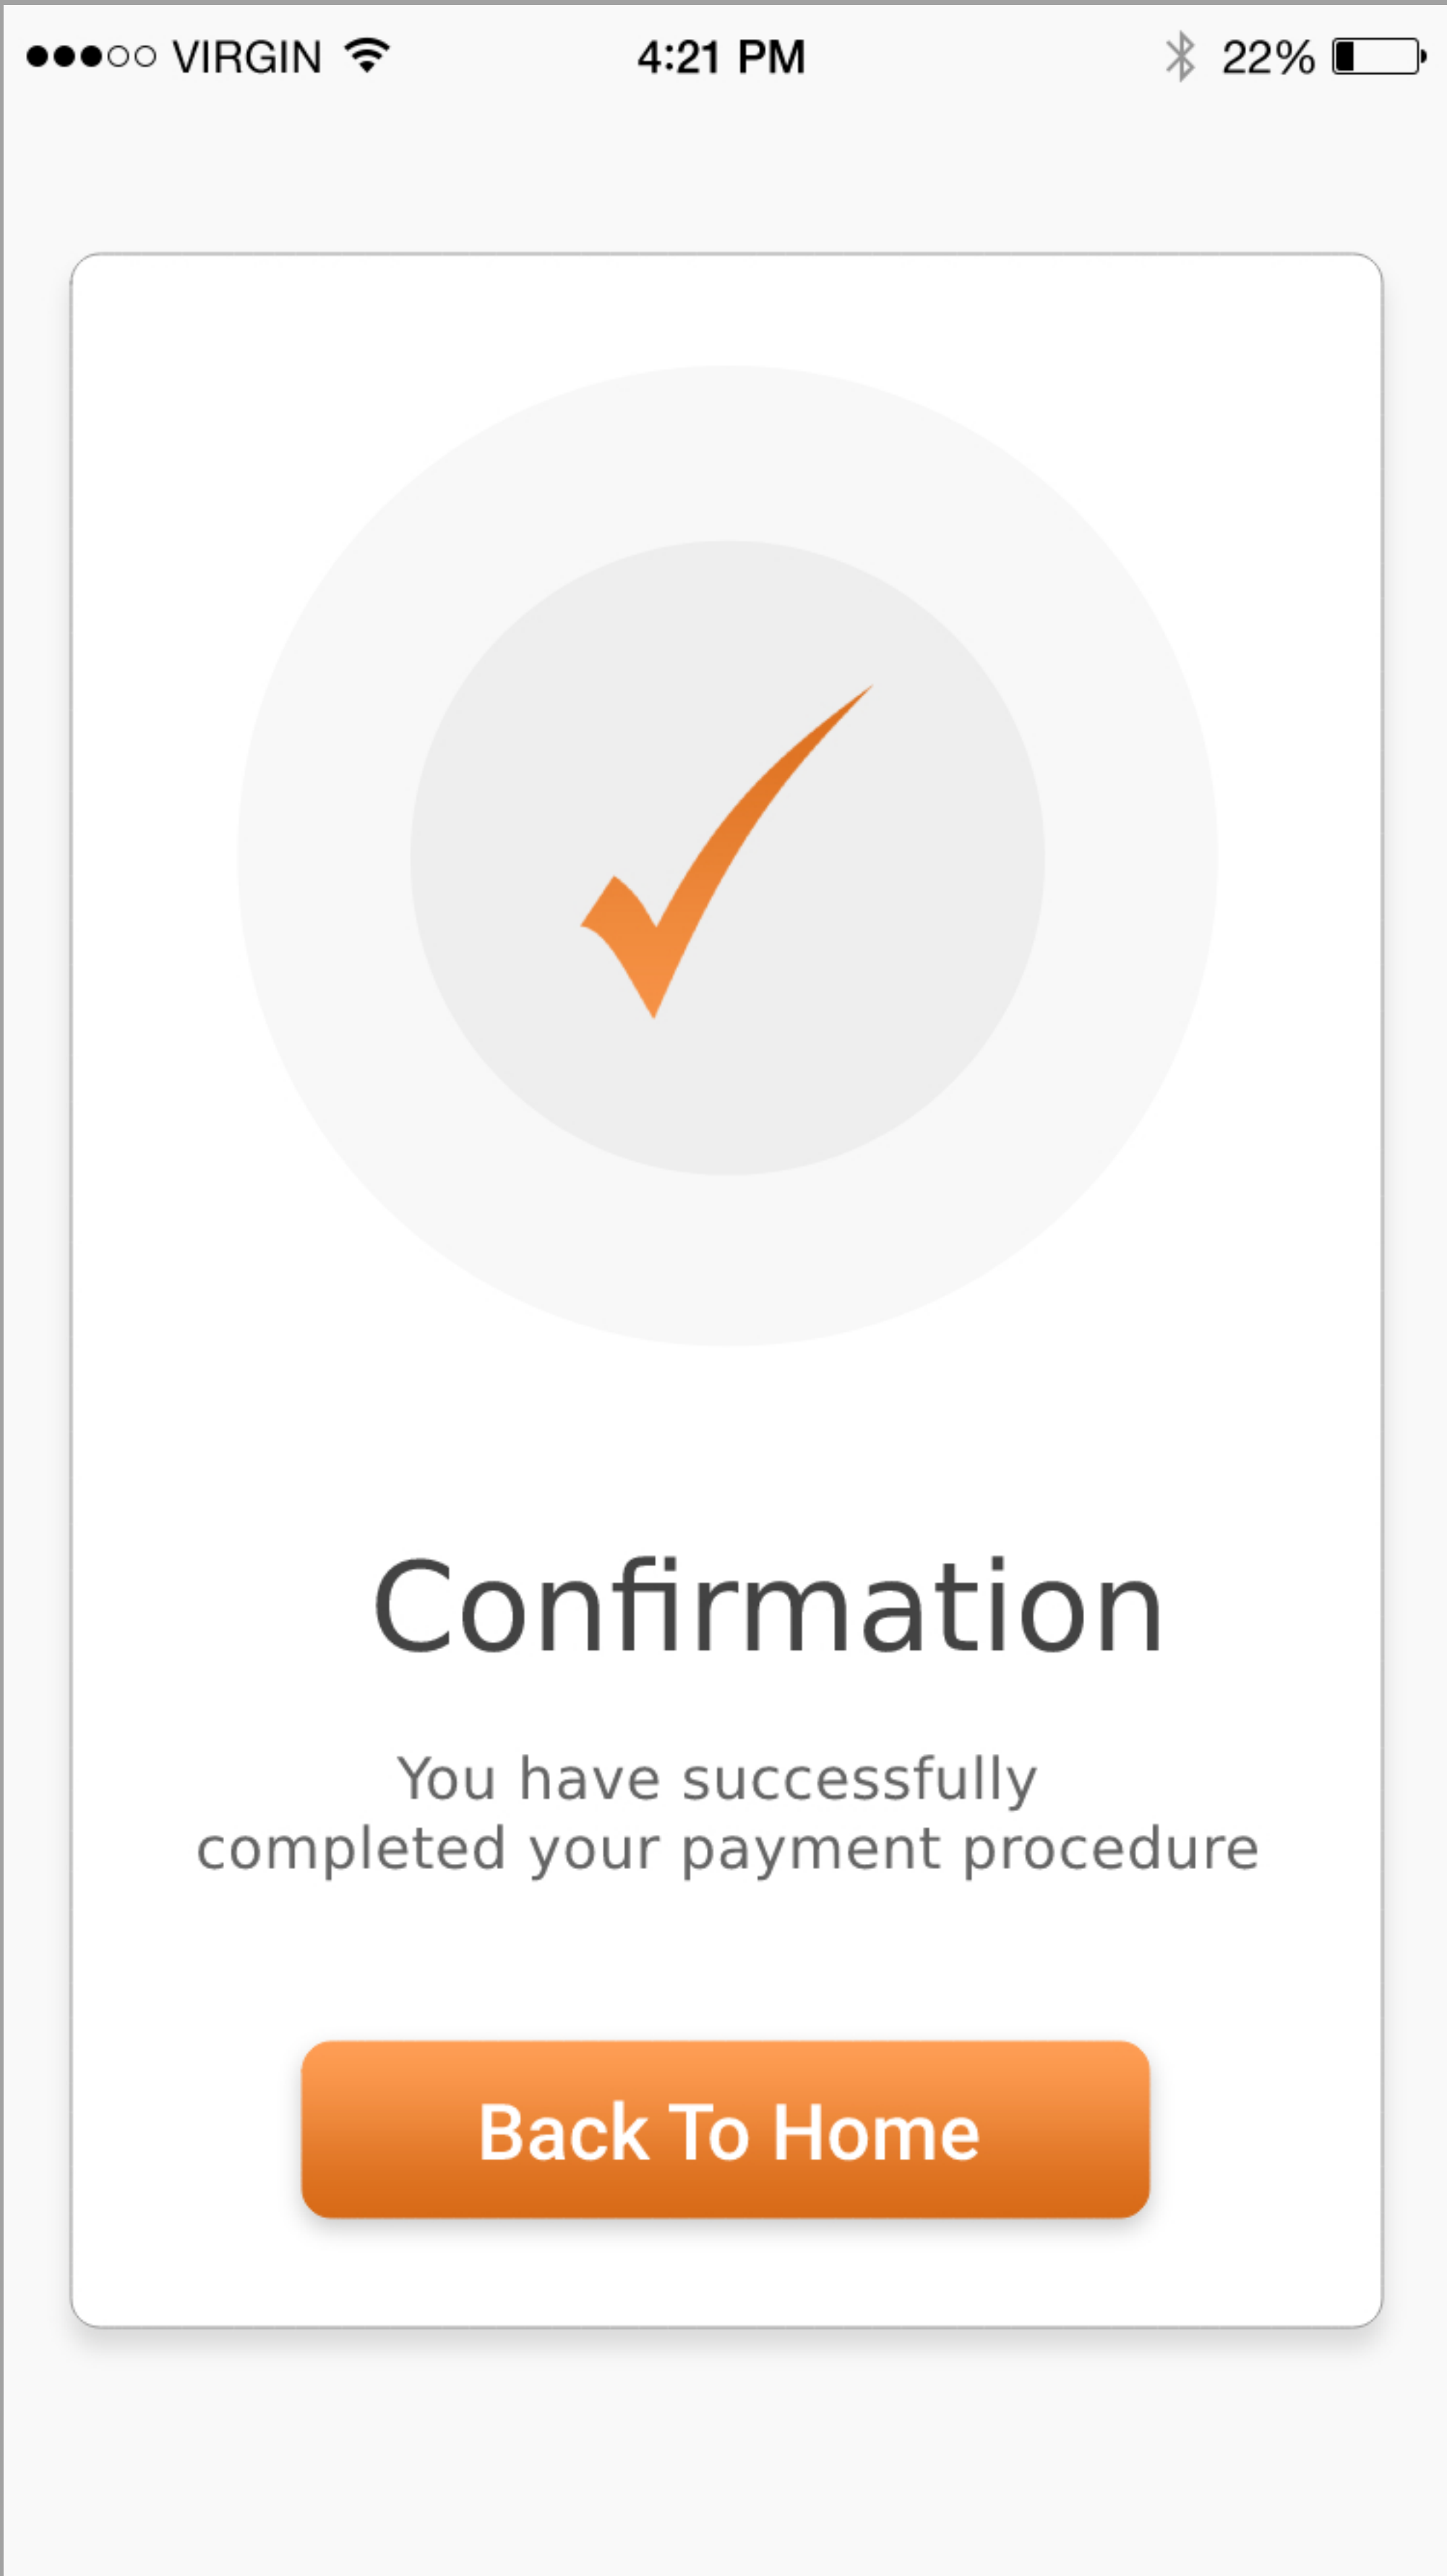 VIRGIN 4:21 PM 22%
Confirmation
You have successfully
completed your payment procedure
Back To Home